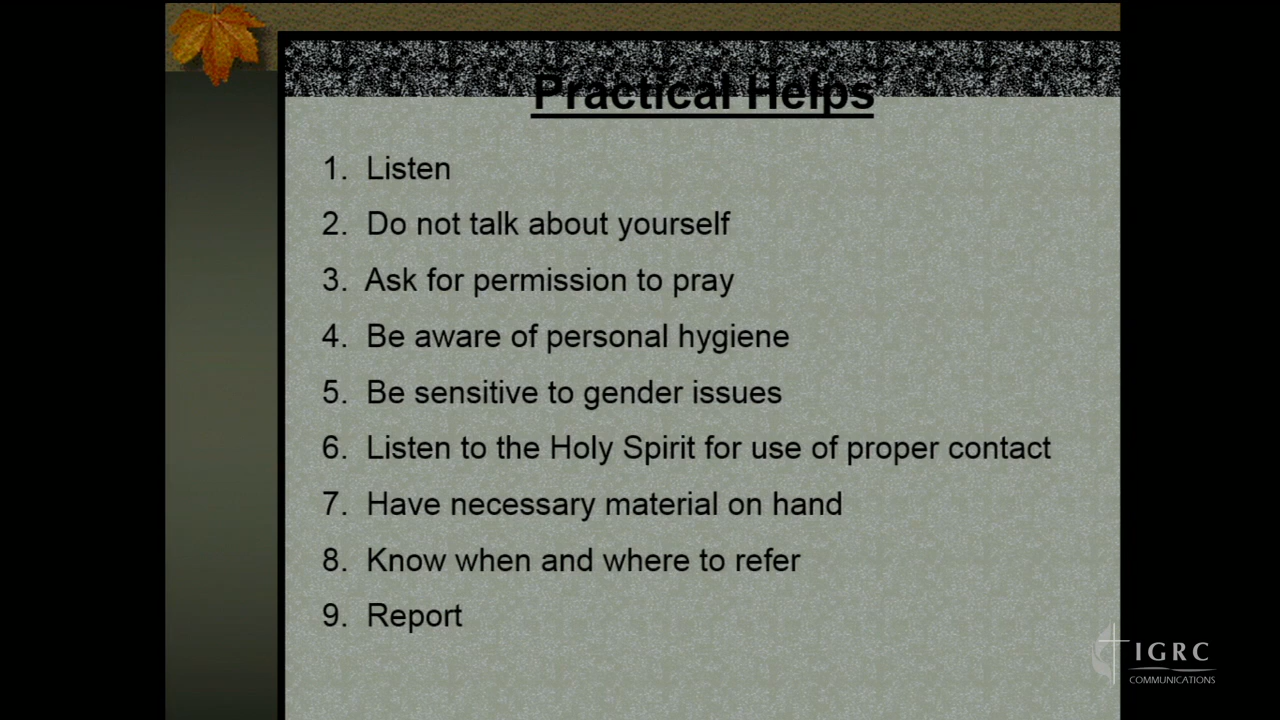 Practical Helps
1. Listen
2. Do not talk about yourself
3. Ask for permission to pray
4. Be aware of personal hygiene
5. Be sensitive to gender issues
6. Listen to the Holy Spirit for use of proper contact
7. Have necessary material on hand
8. Know when and where to refer
9. Report
IGRC
COMMUNICATIONS